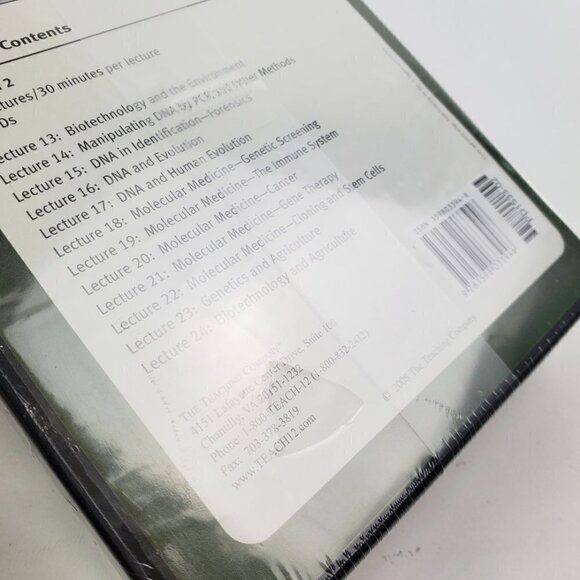 Contents
2
tures/30 minutes per lecture
Ds
ecture 13: Biotechnology and the Environment
Lecture 14: Manipulating DNA by PCR and Other Methods
Lecture 15: DNA in Identification—Forensics
Lecture 16: DNA and Evolution
Lecture 17: DNA and Human Evolution
Lecture 18: Molecular Medicine—Genetic Screening
Lecture 19: Molecular Medicine—The Immune System
Lecture 20: Molecular Medicine—Cancer
Lecture 21: Molecular Medicine—Gene Therapy
Lecture 22: Molecular Medicine—Cloning and Stem Cells
Lecture 23: Genetics and Agriculture
Lecture 24: Biotechnology and Agriculture
THE TEACHING COMPANY
4151 Lafayette Center Drive, Suite 100
Chantilly, VA 20151-1232
Phone: 1-800-TEACH-12 (1-800-832-2412)
Fax: 703-378-3819
www.TEACH12.com
© 2008 The Teaching Company
ISBN